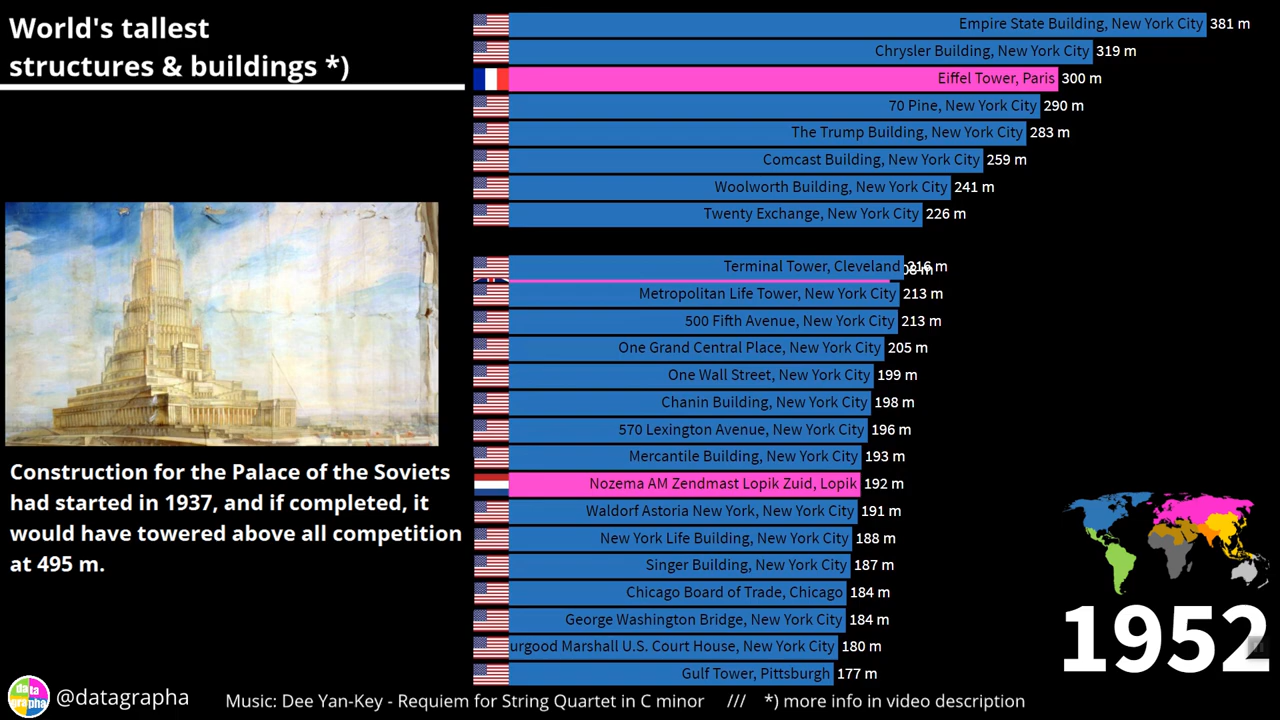 World's tallest
structures & buildings *)
Empire State Building, New York City 381 m
Chrysler Building, New York City 319 m
Eiffel Tower, Paris 300 m
70 Pine, New York City 290 m
The Trump Building, New York City 283 m
Comcast Building, New York City 259 m
Woolworth Building, New York City 241 m
Twenty Exchange, New York City 226 m
Terminal Tower, Cleveland 216 m
Metropolitan Life Tower, New York City 213 m
500 Fifth Avenue, New York City 213 m
One Grand Central Place, New York City 205 m
One Wall Street, New York City 199 m
Chanin Building, New York City 198 m
570 Lexington Avenue, New York City 196 m
Mercantile Building, New York City 193 m
Nozema AM Zendmast Lopik Zuid, Lopik 192 m
Waldorf Astoria New York, New York City 191 m
New York Life Building, New York City 188 m
Singer Building, New York City 187 m
Chicago Board of Trade, Chicago 184 m
George Washington Bridge, New York City 184 m
urgood Marshall U.S. Court House, New York City 180 m
Gulf Tower, Pittsburgh 177 m
Construction for the Palace of the Soviets
had started in 1937, and if completed, it
would have towered above all competition
at 495 m.
1952
data
grapha
@datagrapha
Music: Dee Yan-Key - Requiem for String Quartet in C minor /// *) more info in video description